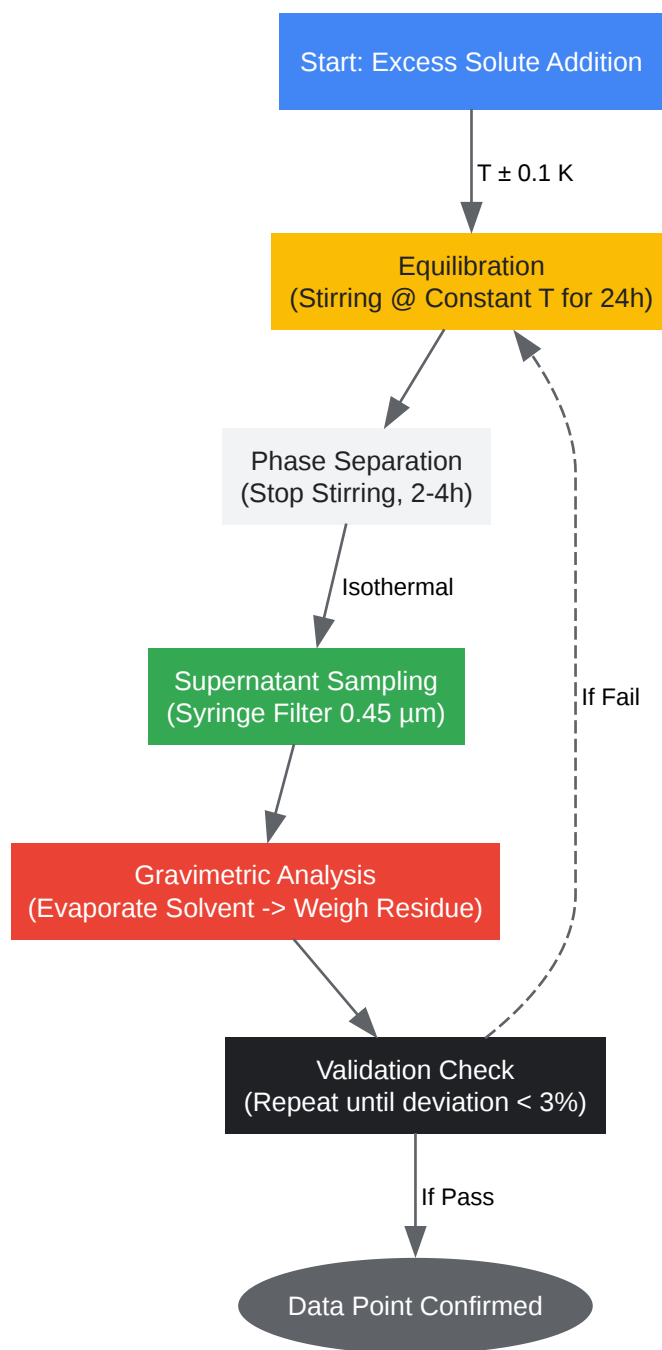 Start: Excess Solute Addition
T ± 0.1 K
Equilibration
(Stirring @ Constant T for 24h)
Phase Separation
(Stop Stirring, 2-4h)
Isothermal
Supernatant Sampling
(Syringe Filter 0.45 µm)
If Fail
Gravimetric Analysis
(Evaporate Solvent -> Weigh Residue)
Validation Check
(Repeat until deviation < 3%)
If Pass
Data Point Confirmed